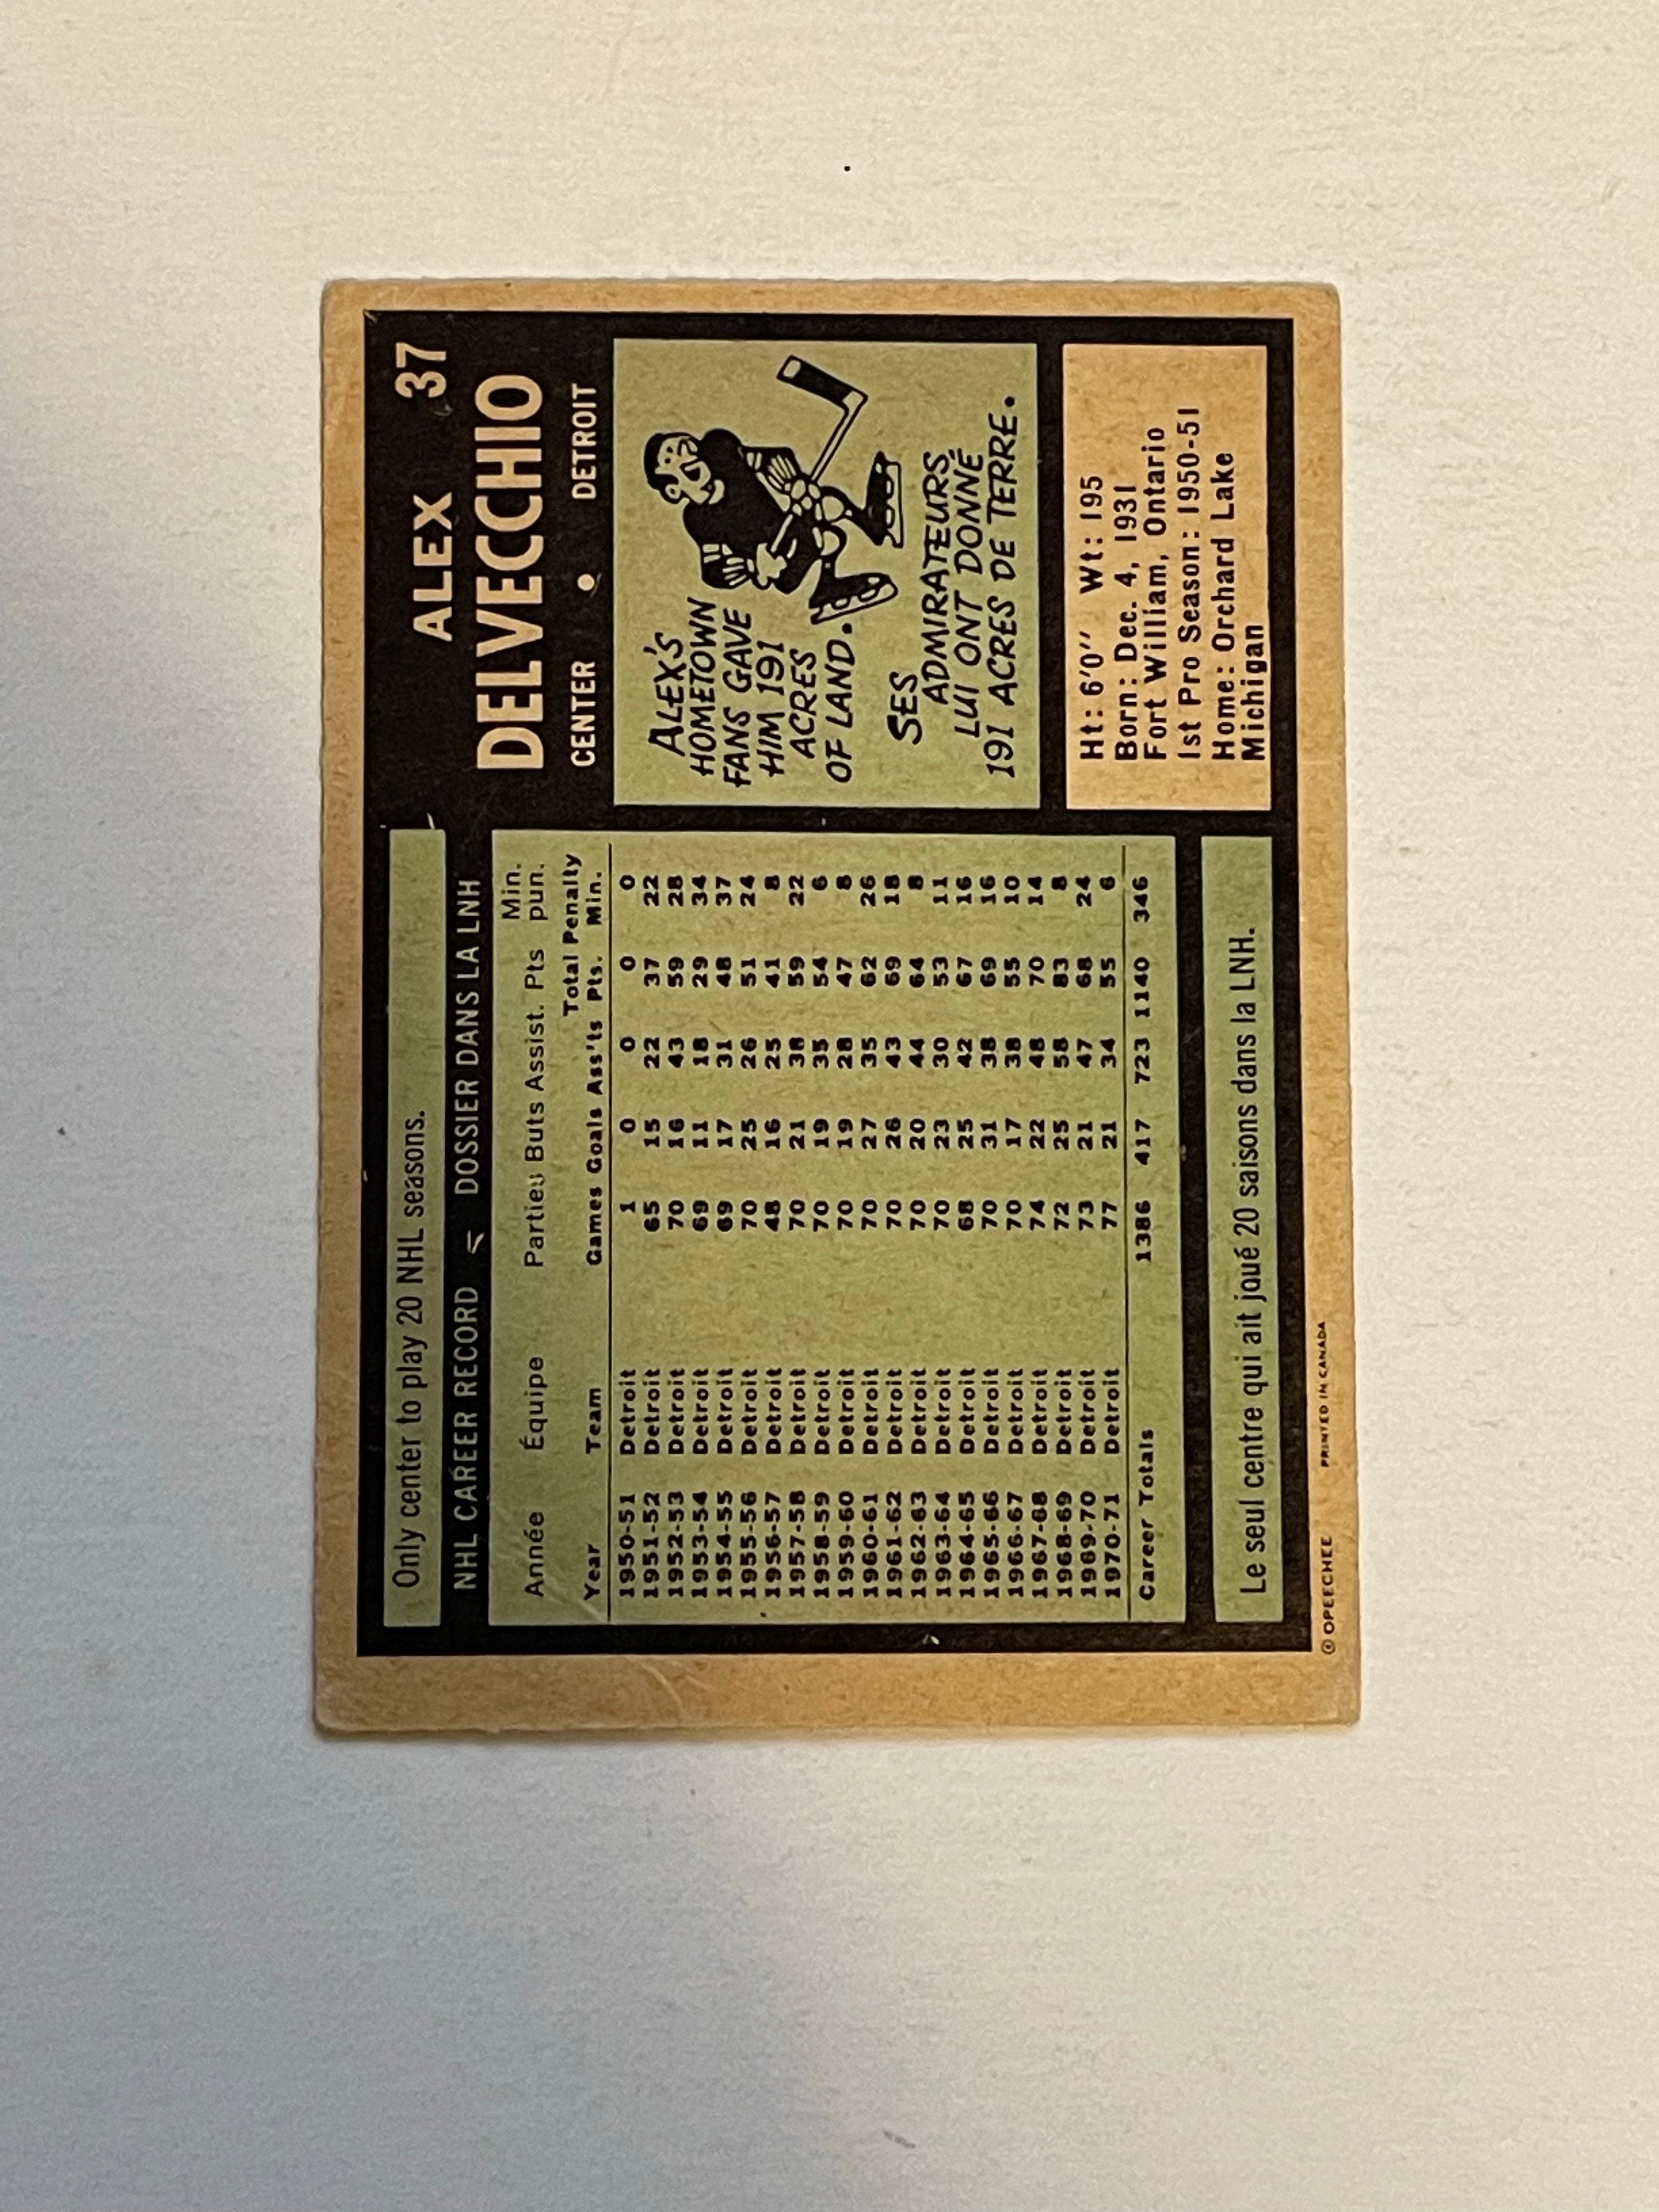 Only center to play 20 NHL seasons.
NHL CAREER RECORD DOSSIER DANS LA LNH
Année Équipe Parties Buts Assist. Pts Min. pun.
Year Team Games Goals Ass'ts Total Pts. Penalty Min.
1950-51 Detroit 1 0 0 0 0
1951-52 Detroit 65 15 22 37 22
1952-53 Detroit 70 16 43 59 28
1953-54 Detroit 69 11 18 29 34
1954-55 Detroit 69 17 31 48 37
1955-56 Detroit 70 25 26 51 24
1956-57 Detroit 48 16 25 41 8
1957-58 Detroit 70 21 38 59 22
1958-59 Detroit 70 19 35 54 6
1959-60 Detroit 70 19 28 47 8
1960-61 Detroit 70 27 35 62 26
1961-62 Detroit 70 26 43 69 18
1962-63 Detroit 70 20 44 64 8
1963-64 Detroit 70 23 30 53 11
1964-65 Detroit 68 25 42 67 16
1965-66 Detroit 70 31 38 69 16
1966-67 Detroit 70 17 38 55 10
1967-68 Detroit 74 22 48 70 14
1968-69 Detroit 72 25 58 83 8
1969-70 Detroit 73 21 47 68 24
1970-71 Detroit 77 21 34 55 6
Career Totals 1386 417 723 1140 346
Le seul centre qui ait joué 20 saisons dans la LNH.
ALEX 37
DELVECCHIO
CENTER • DETROIT
ALEX'S
HOMETOWN
FANS GAVE
HIM 191
ACRES
OF LAND.
SES
ADMIRATEURS
LUI ONT DONNÉ
191 ACRES DE TERRE.
Ht: 6'0" Wt: 195
Born: Dec. 4, 1931
Fort William, Ontario
1st Pro Season: 1950-51
Home: Orchard Lake
Michigan
© OPEECHEE PRINTED IN CANADA